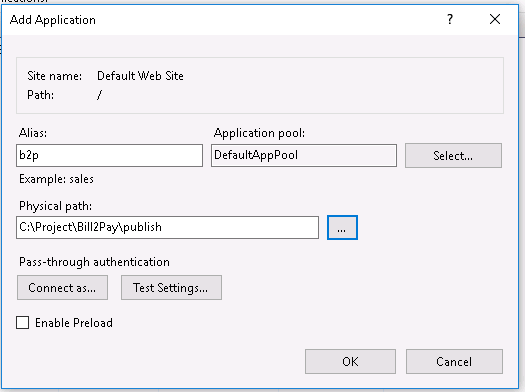 Add Application
?
Site name: Default Web Site
Path: /
Alias: Application pool:
b2p DefaultAppPool Select...
Example: sales
Physical path:
C:\Project\Bill2Pay\publish ...
Pass-through authentication
Connect as... Test Settings...
Enable Preload
OK Cancel